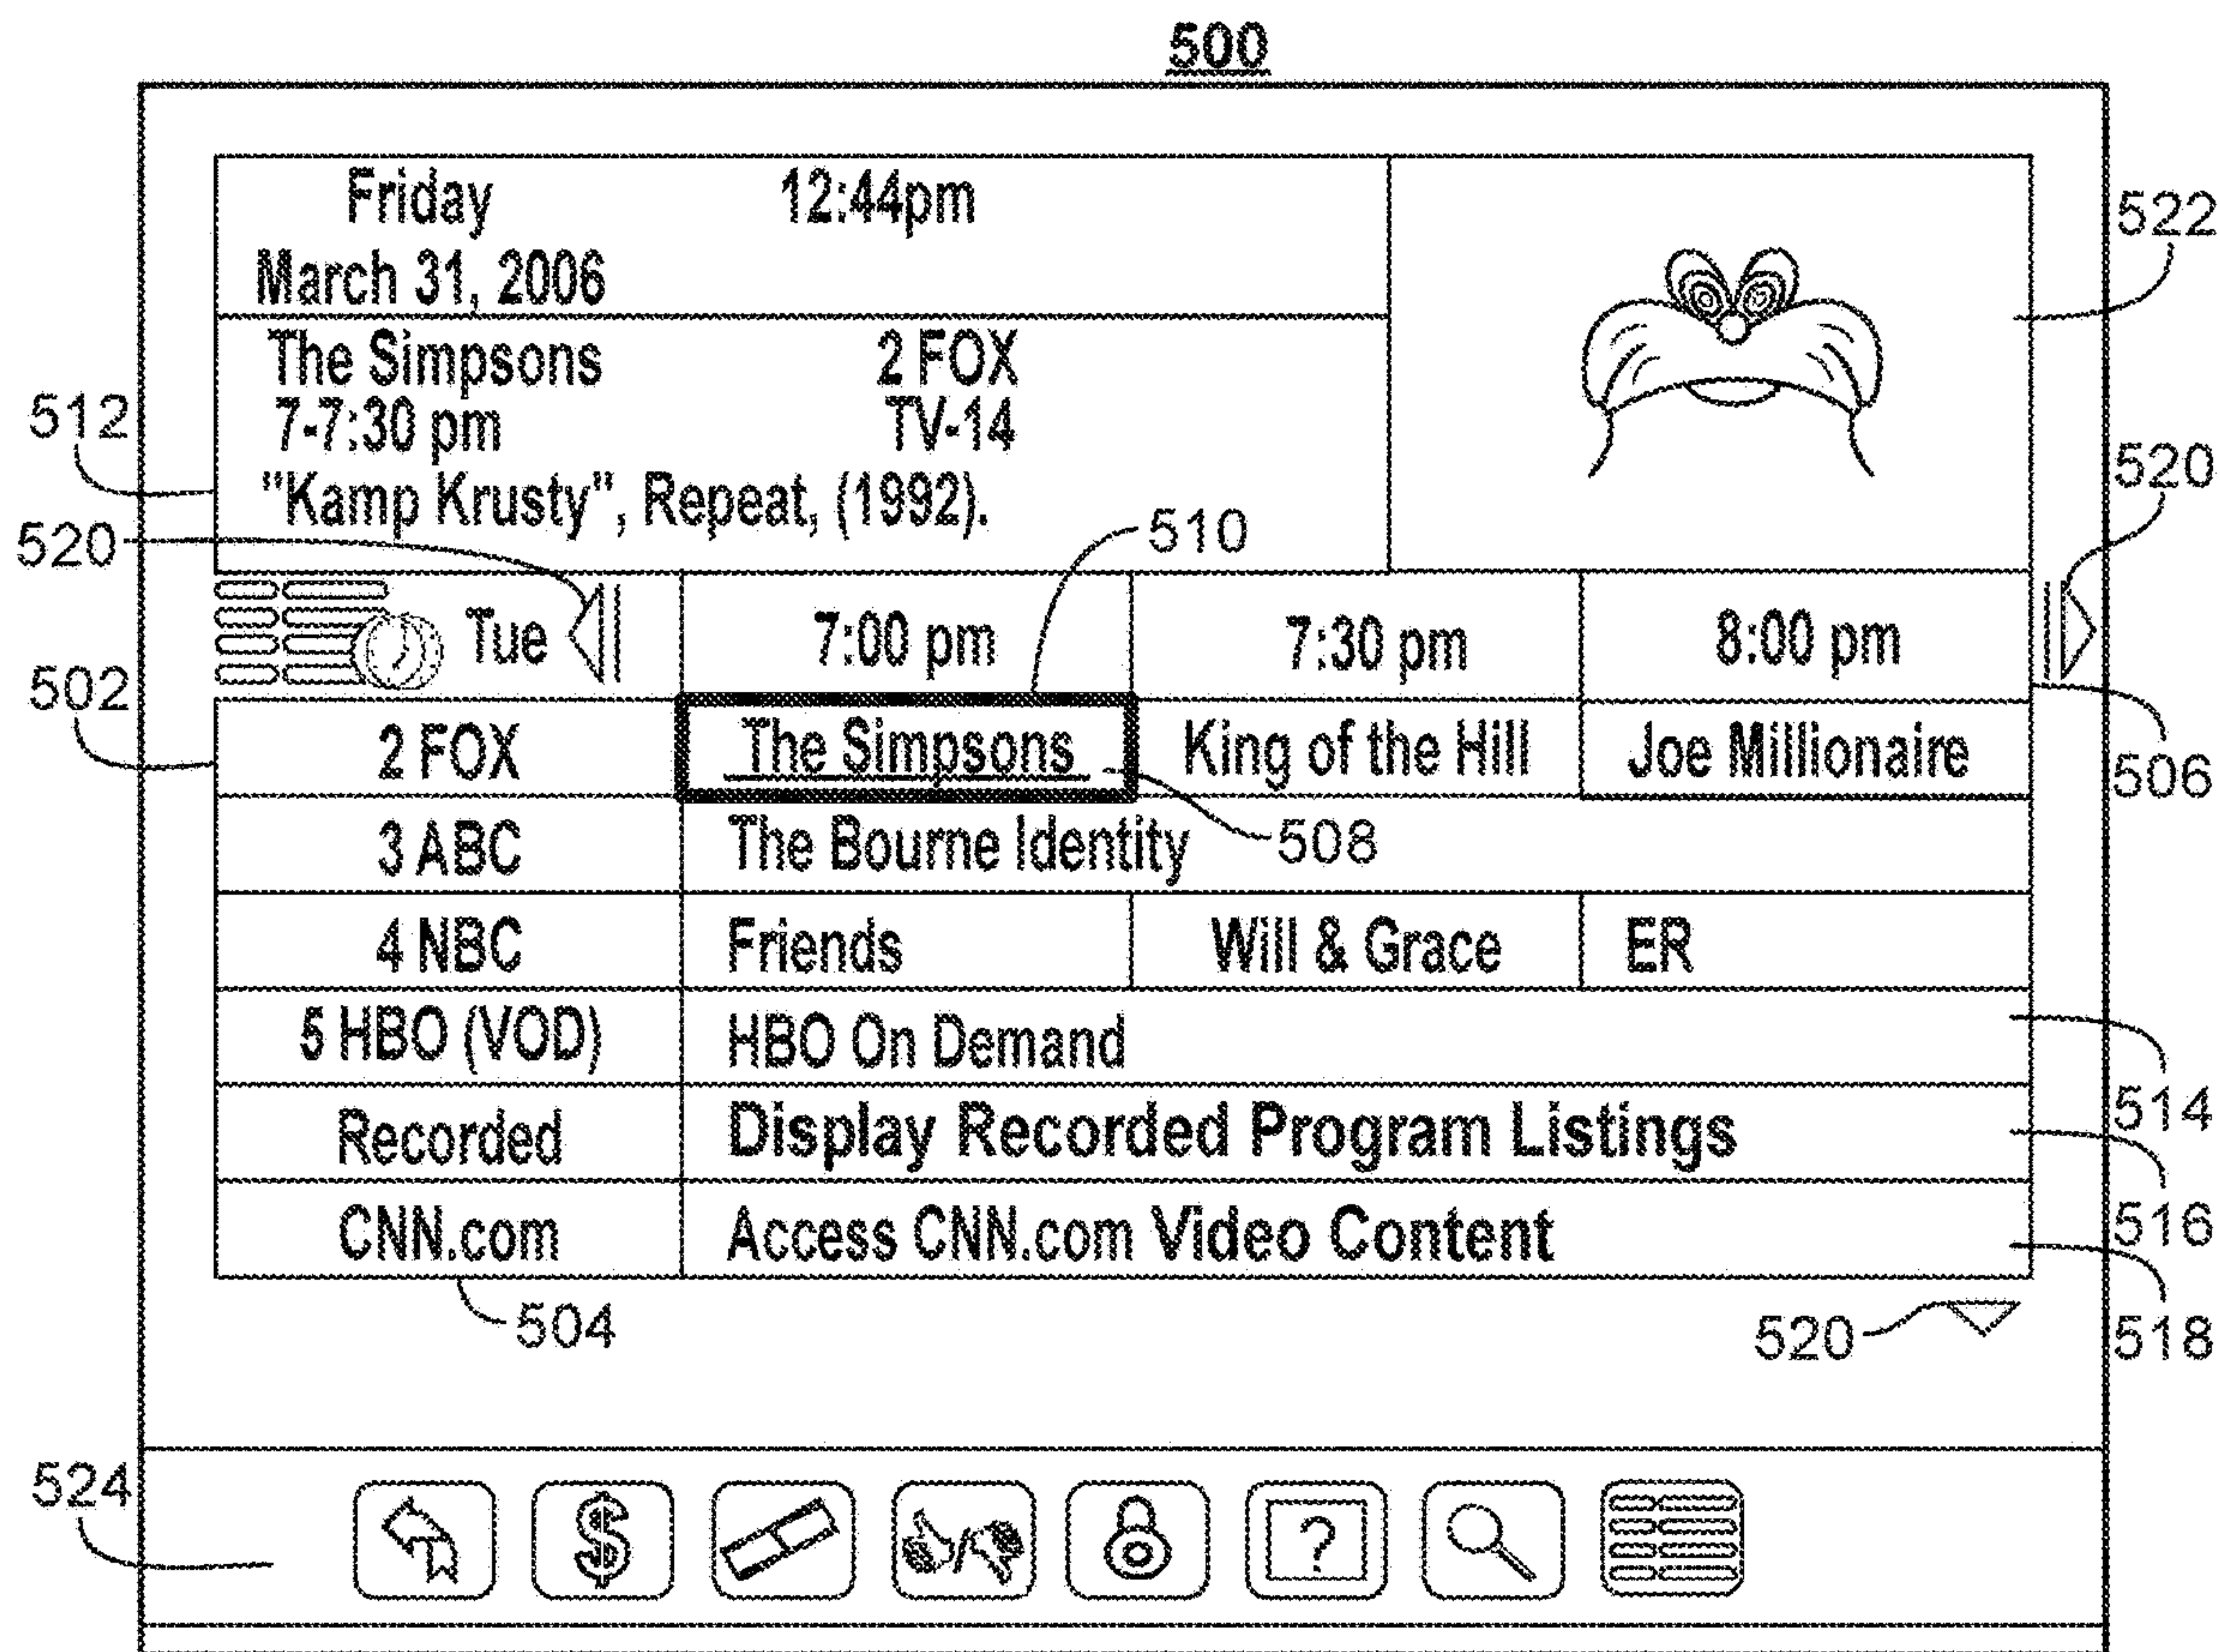 500
Friday 12:44pm
March 31, 2006
522
The Simpsons 2 FOX
512
7-7:30 pm TV-14
520
"Kamp Krusty", Repeat, (1992).
520
510
Tue 7:00 pm 7:30 pm 8:00 pm
502
2 FOX The Simpsons King of the Hill Joe Millionaire
506
3 ABC The Bourne Identity
508
4 NBC Friends Will & Grace ER
5 HBO (VOD) HBO On Demand
514
Recorded Display Recorded Program Listings
516
CNN.com Access CNN.com Video Content
504
520
518
524
$
?